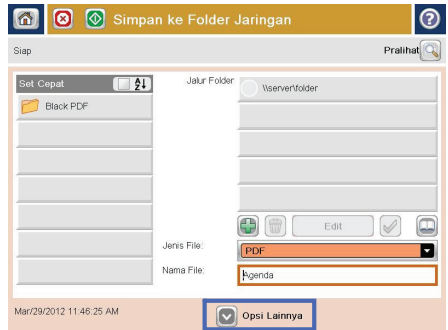 Simpan ke Folder Jaringan
Siap
Pralihat
Set Cepat
Black PDF
Jalur Folder
\\server\folder
Edit
Jenis File:
PDF
Nama File:
Agenda
Mar/29/2012 11:46:25 AM
Opsi Lainnya